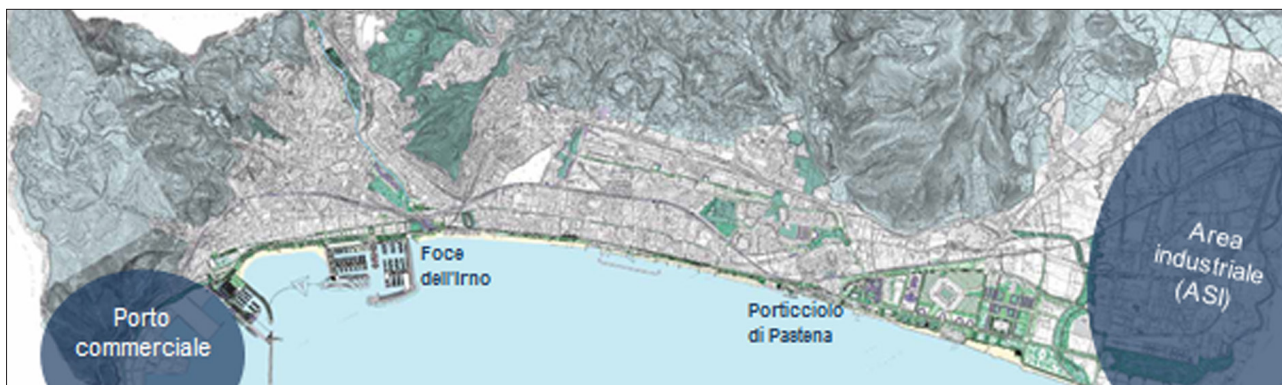 Foce
dell'Irno
Porto
commerciale
Porticciolo
di Pastena
Area
industriale
(ASI)